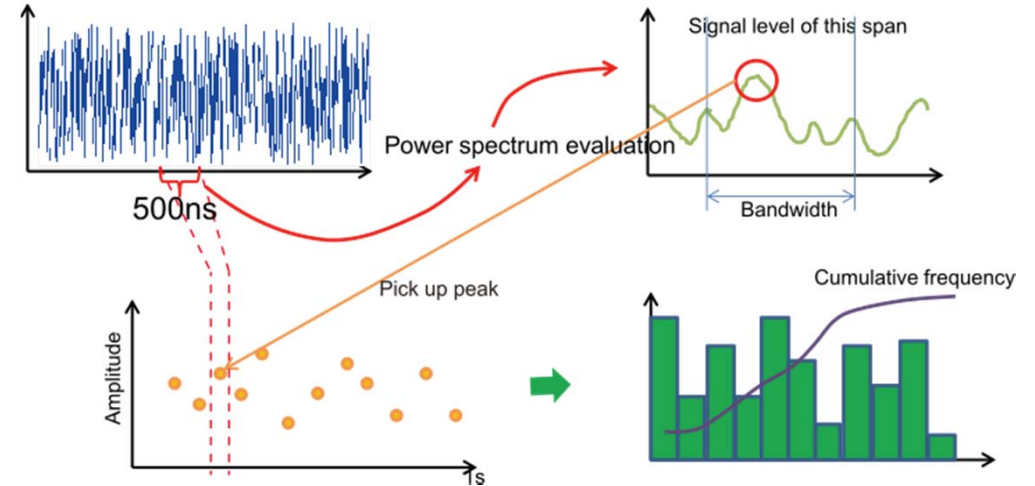 Signal level of this span
Power spectrum evaluation
500ns
Bandwidth
Pick up peak
Cumulative frequency
Amplitude
1s